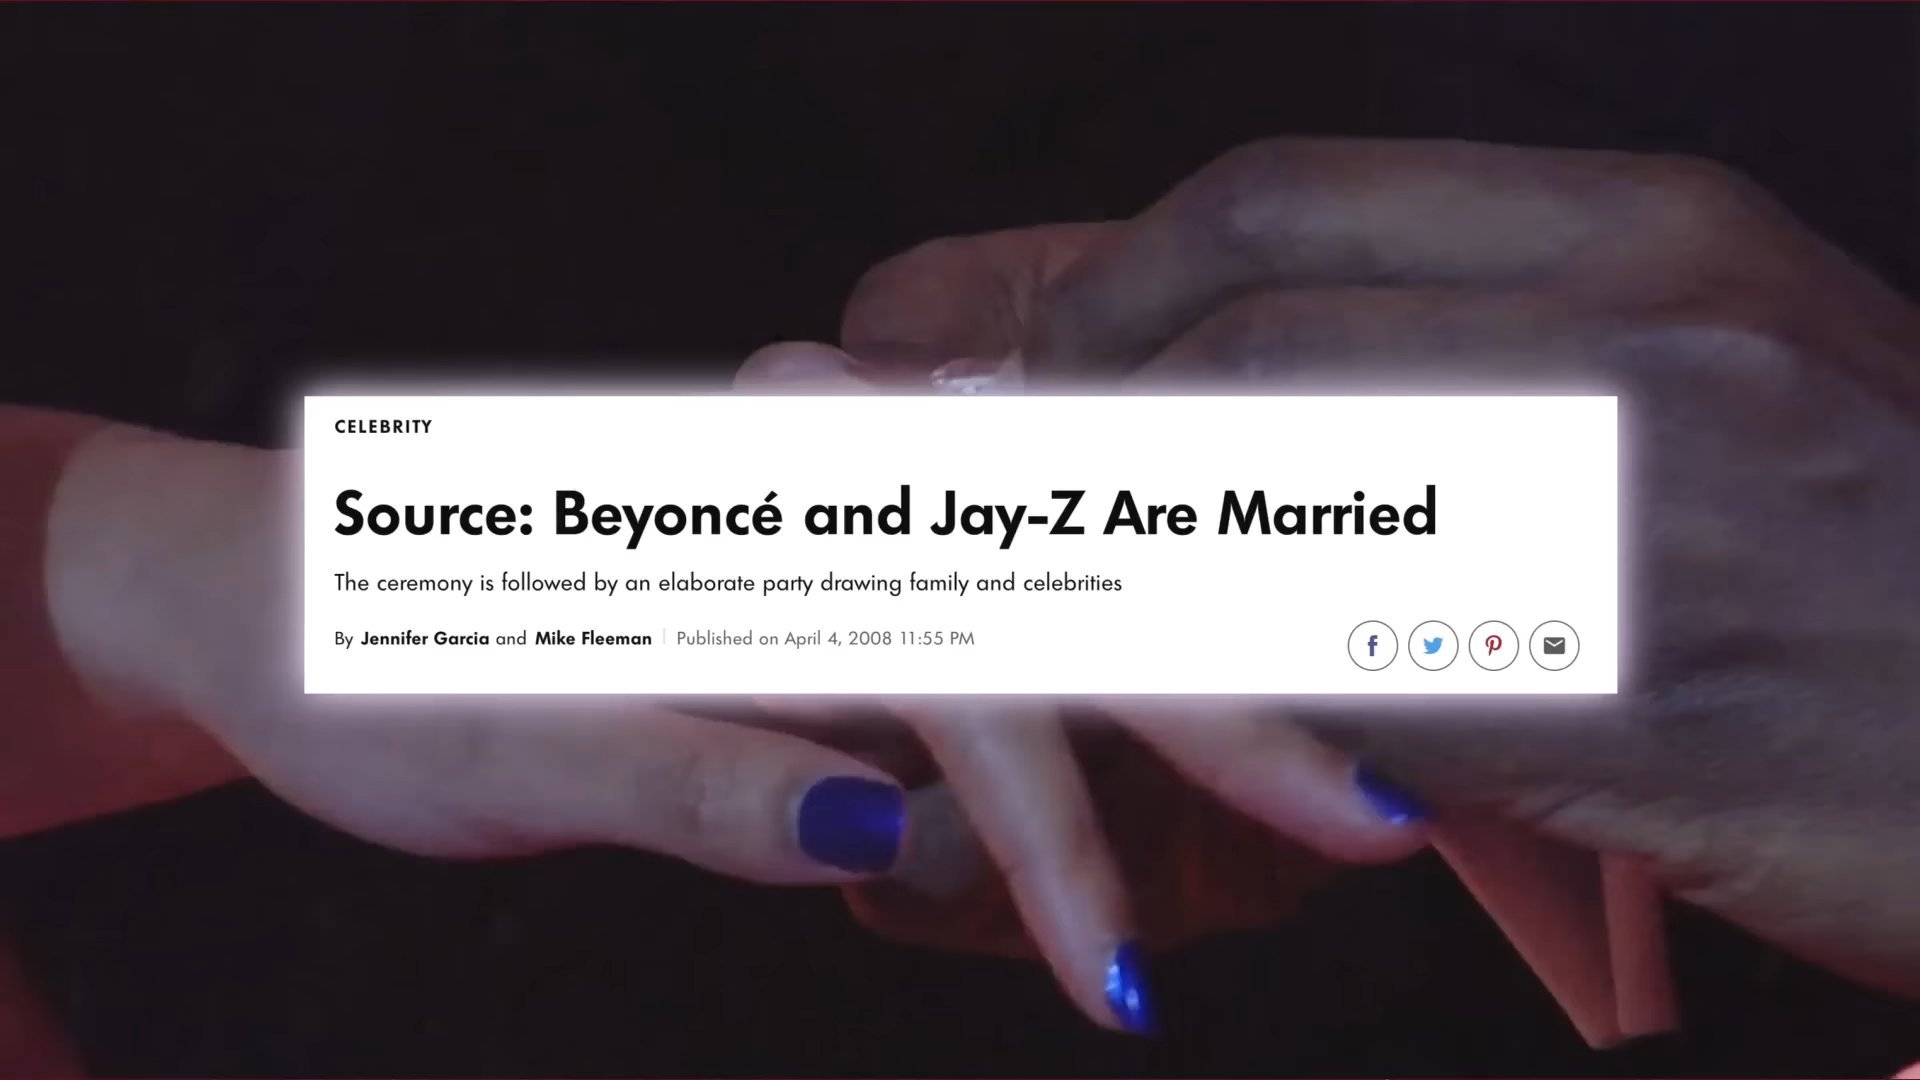 CELEBRITY
Source: Beyoncé and Jay-Z Are Married
The ceremony is followed by an elaborate party drawing family and celebrities
By Jennifer Garcia and Mike Fleeman | Published on April 4, 2008 11:55 PM